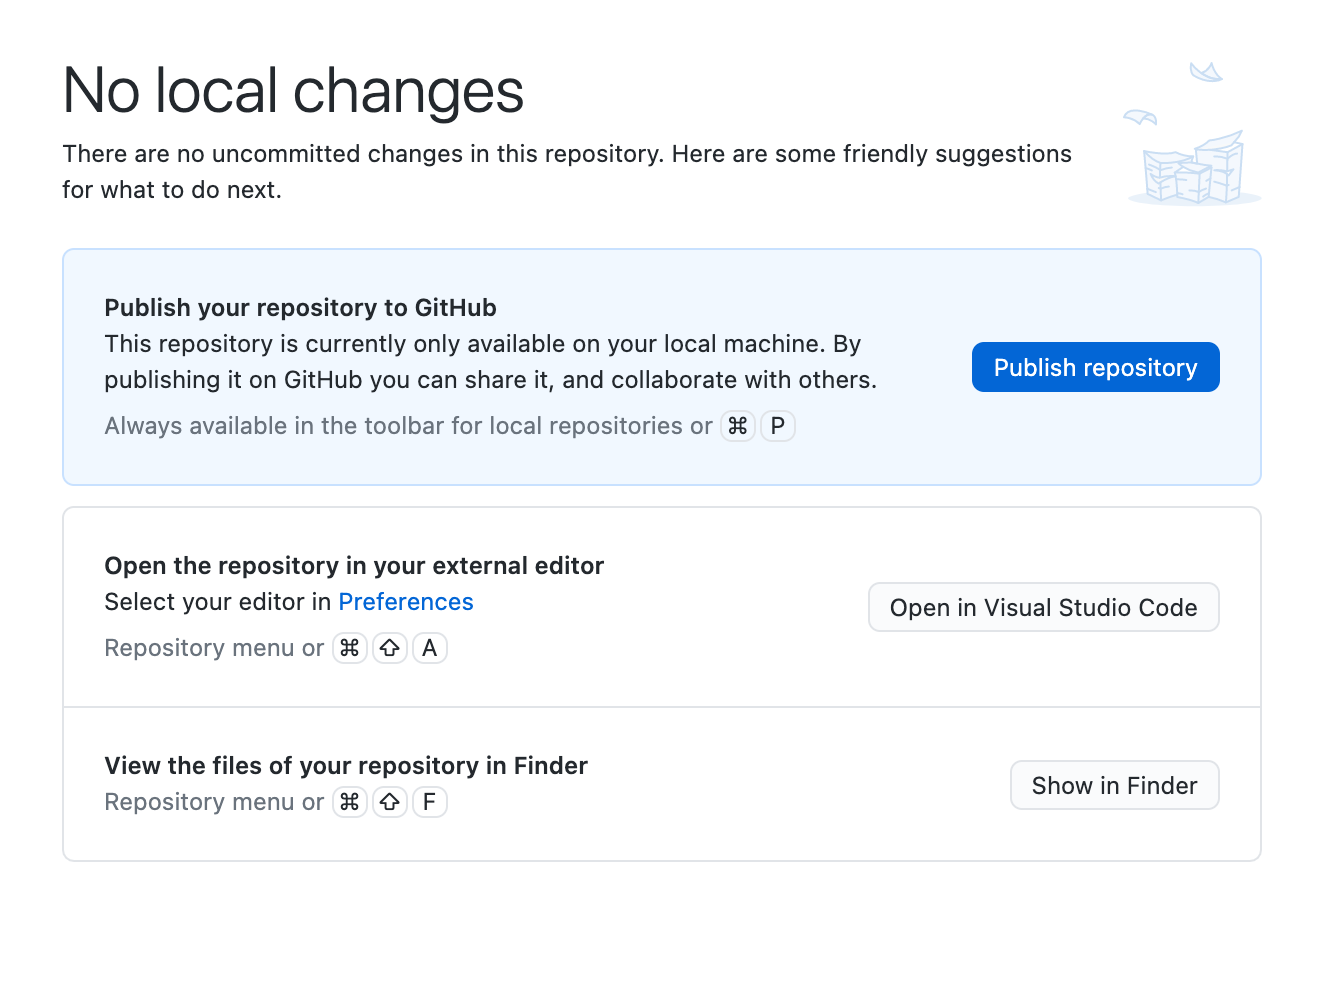 No local changes
There are no uncommitted changes in this repository. Here are some friendly suggestions
for what to do next.
Publish your repository to GitHub
This repository is currently only available on your local machine. By
publishing it on GitHub you can share it, and collaborate with others.
Publish repository
Always available in the toolbar for local repositories or ⌘ P
Open the repository in your external editor
Select your editor in Preferences
Open in Visual Studio Code
Repository menu or ⌘ ⇧ A
View the files of your repository in Finder
Show in Finder
Repository menu or ⌘ ⇧ F